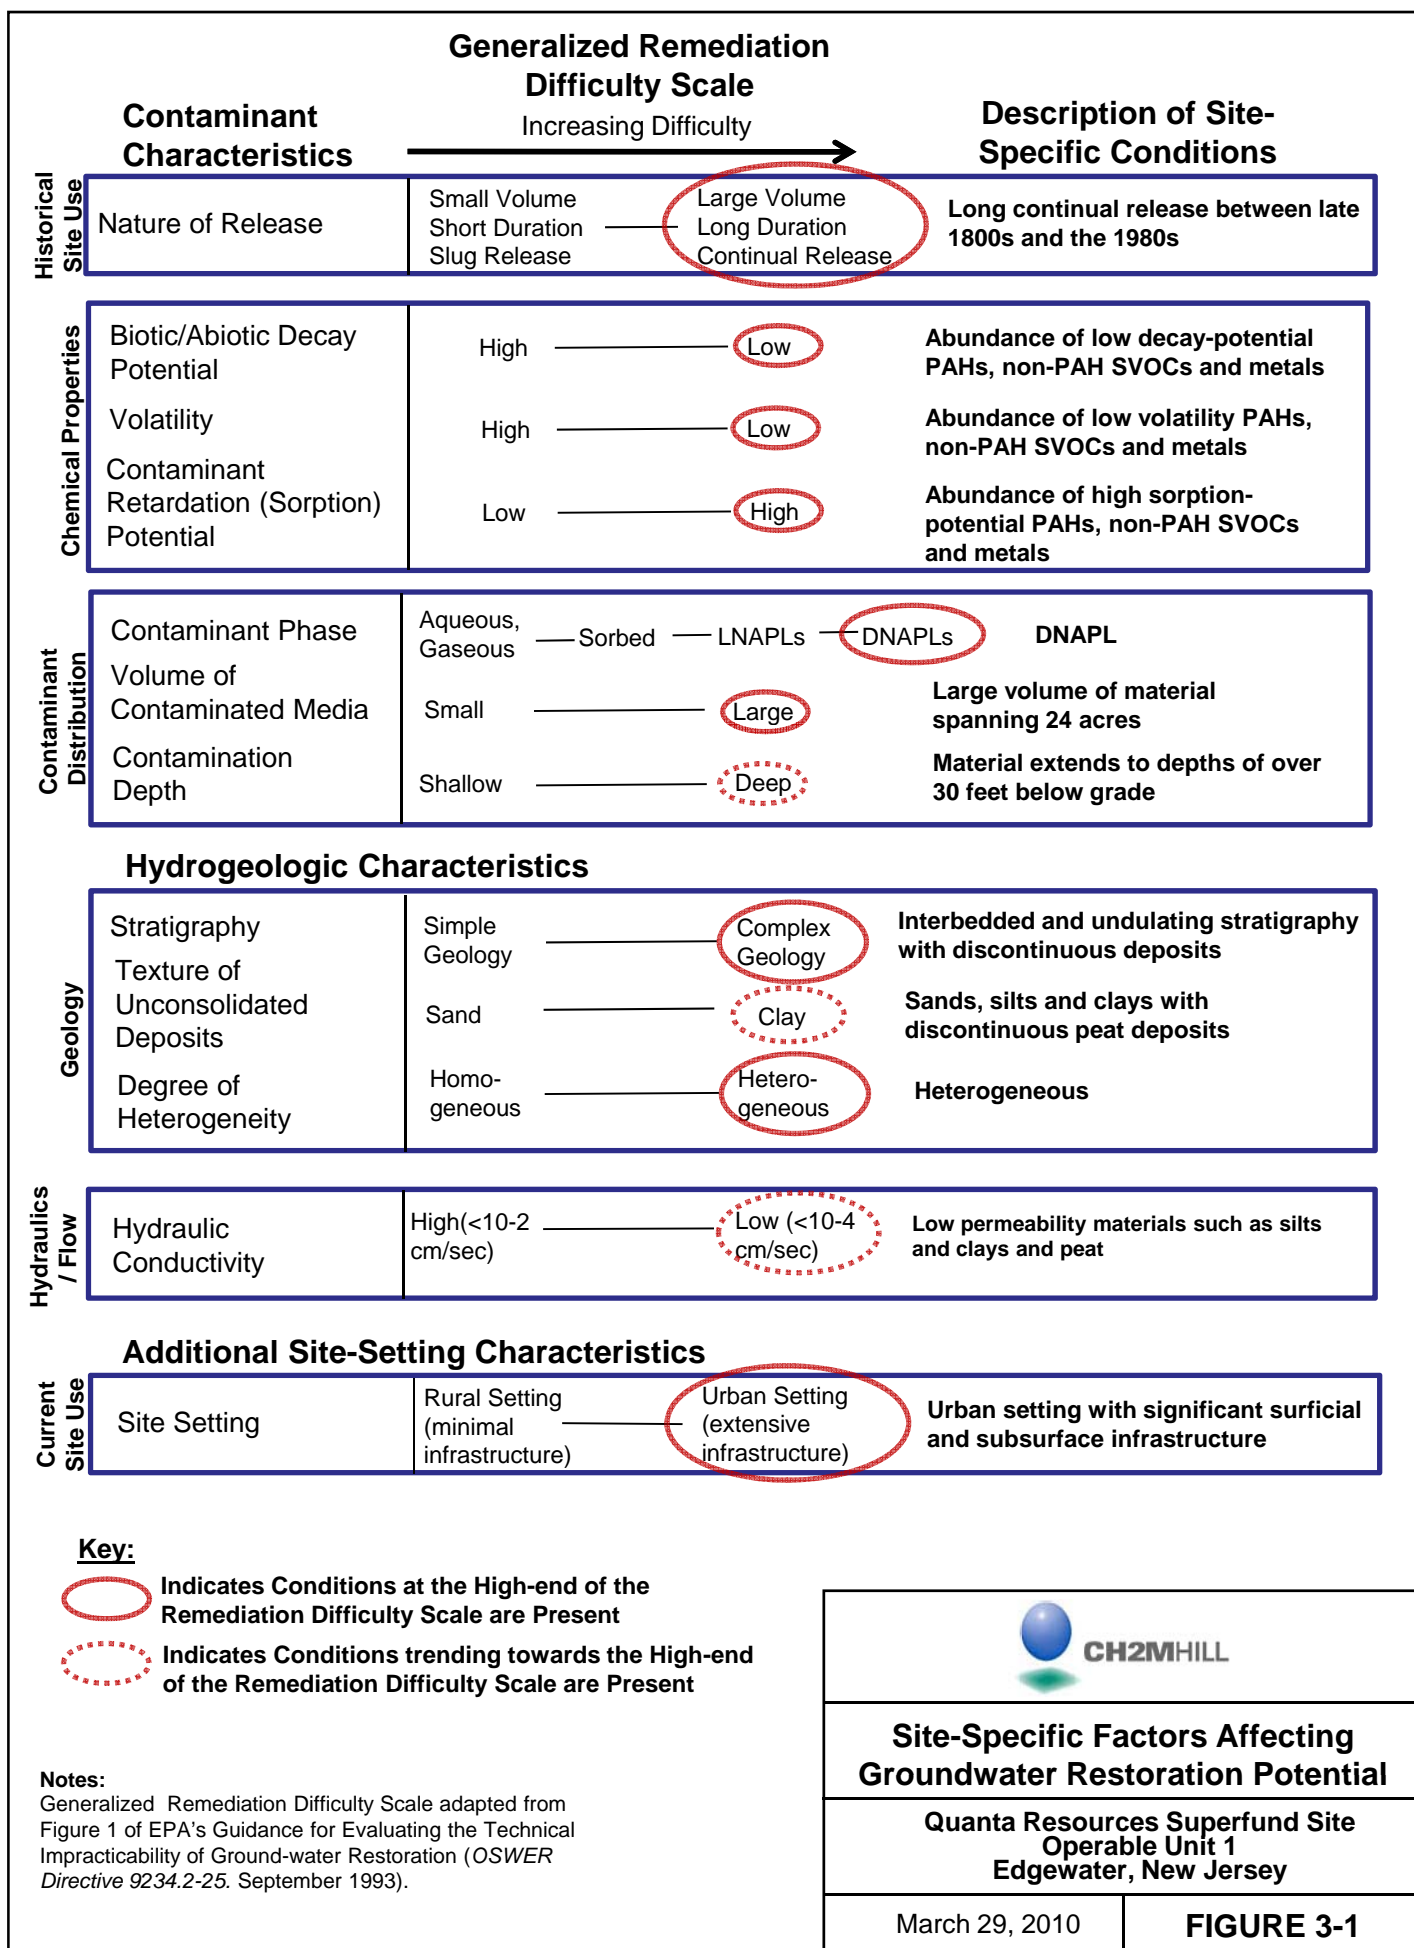 Generalized Remediation
Difficulty Scale
Increasing Difficulty
Contaminant
Characteristics
Description of Site-
Specific Conditions
Historical
Site Use
Nature of Release
Small Volume
Short Duration
Slug Release
Large Volume
Long Duration
Continual Release
Long continual release between late
1800s and the 1980s
Chemical Properties
Biotic/Abiotic Decay
Potential
High
Low
Abundance of low decay-potential
PAHs, non-PAH SVOCs and metals
Volatility
High
Low
Abundance of low volatility PAHs,
non-PAH SVOCs and metals
Contaminant
Retardation (Sorption)
Potential
Low
High
Abundance of high sorption-
potential PAHs, non-PAH SVOCs
and metals
Contaminant
Distribution
Contaminant Phase
Aqueous,
Gaseous
Sorbed
LNAPLs
DNAPLs
DNAPL
Volume of
Contaminated Media
Small
Large
Large volume of material
spanning 24 acres
Contamination
Depth
Shallow
Deep
Material extends to depths of over
30 feet below grade
Hydrogeologic Characteristics
Geology
Stratigraphy
Simple
Geology
Complex
Geology
Interbedded and undulating stratigraphy
with discontinuous deposits
Texture of
Unconsolidated
Deposits
Sand
Clay
Sands, silts and clays with
discontinuous peat deposits
Degree of
Heterogeneity
Homo-
geneous
Hetero-
geneous
Heterogeneous
Hydraulics
/ Flow
Hydraulic
Conductivity
High(<10-2
cm/sec)
Low (<10-4
cm/sec)
Low permeability materials such as silts
and clays and peat
Additional Site-Setting Characteristics
Current
Site Use
Site Setting
Rural Setting
(minimal
infrastructure)
Urban Setting
(extensive
infrastructure)
Urban setting with significant surficial
and subsurface infrastructure
Key:
Indicates Conditions at the High-end of the
Remediation Difficulty Scale are Present
Indicates Conditions trending towards the High-end
of the Remediation Difficulty Scale are Present
Notes:
Generalized Remediation Difficulty Scale adapted from
Figure 1 of EPA's Guidance for Evaluating the Technical
Impracticability of Ground-water Restoration (OSWER
Directive 9234.2-25. September 1993).
CH2MHILL
Site-Specific Factors Affecting
Groundwater Restoration Potential
Quanta Resources Superfund Site
Operable Unit 1
Edgewater, New Jersey
March 29, 2010
FIGURE 3-1